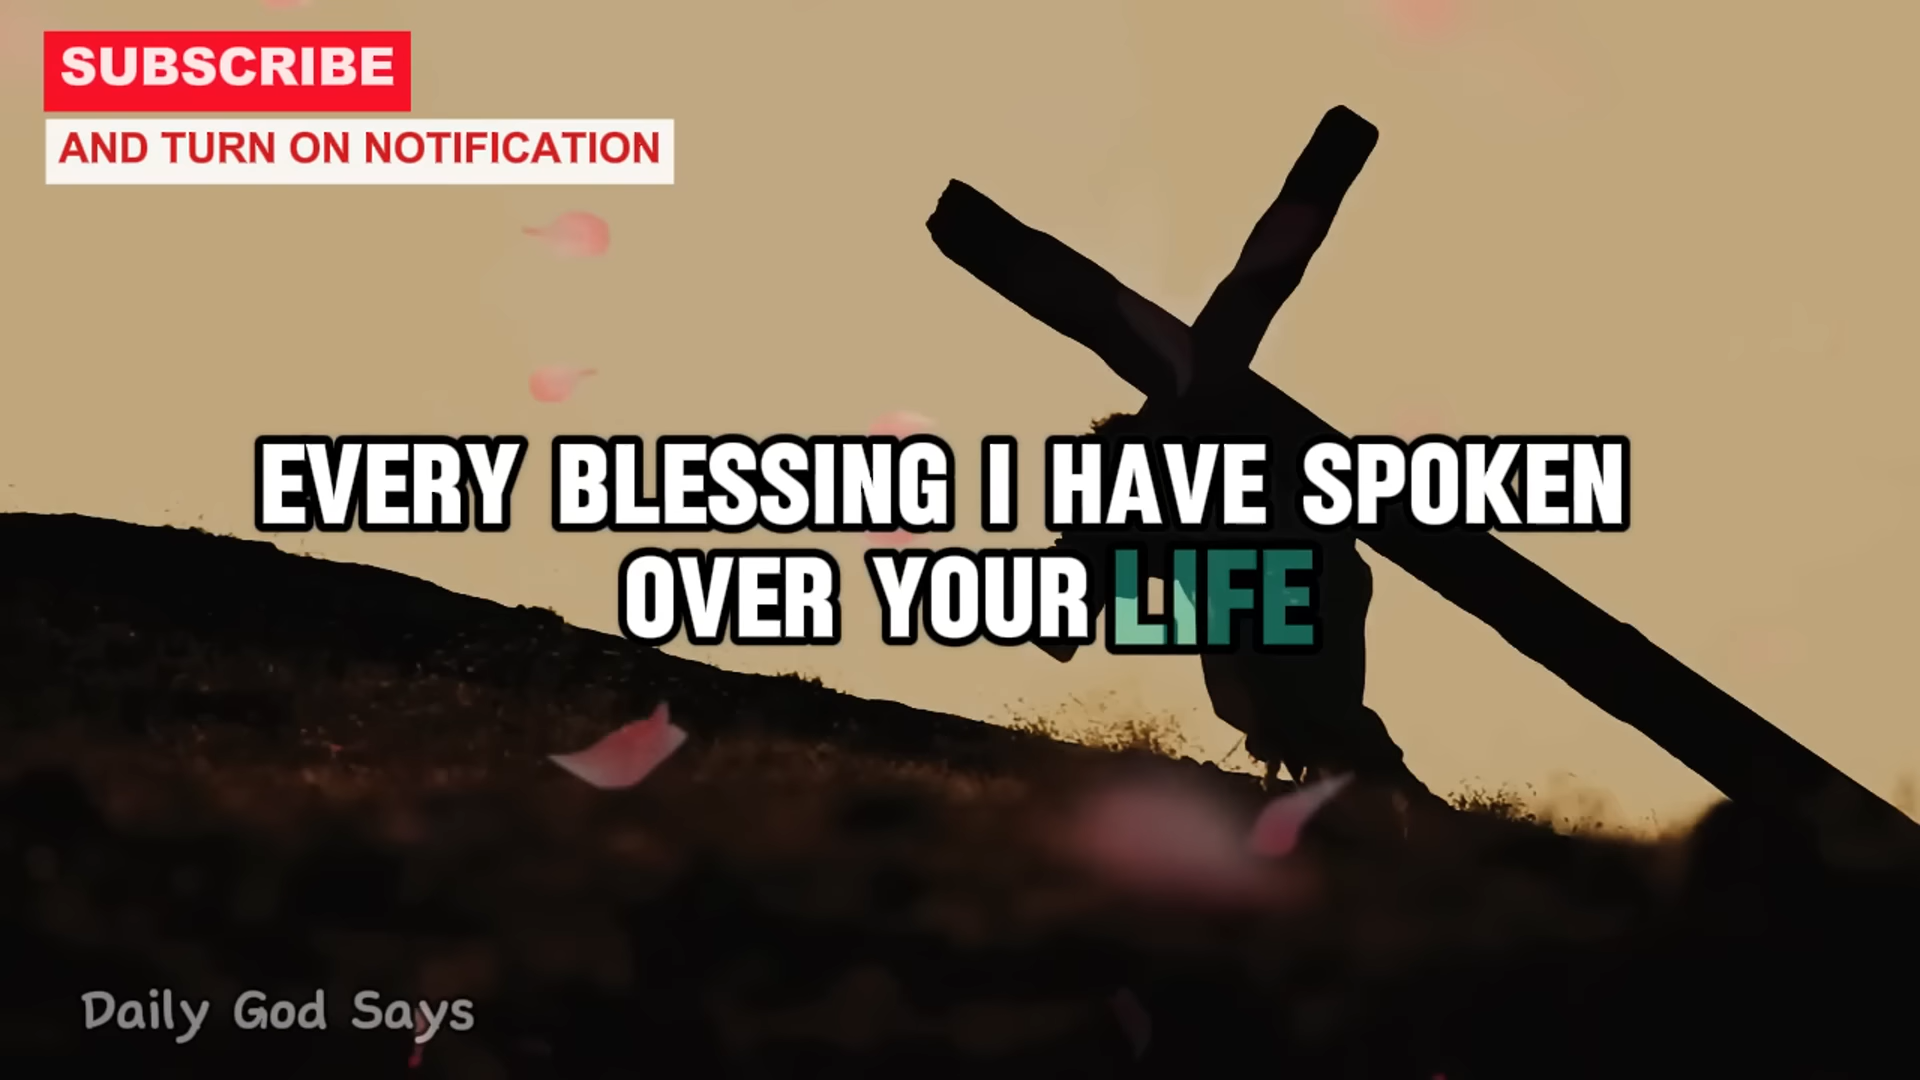 SUBSCRIBE
AND TURN ON NOTIFICATION
EVERY BLESSING I HAVE SPOKEN
OVER YOUR LIFE
Daily God Says